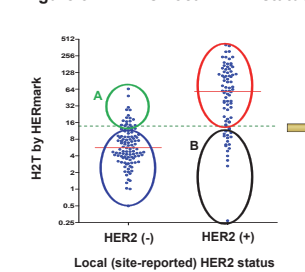 512
256
128
64
32
16
8
4
2
1
0.5
0.25
H2T by HERmark
A
B
HER2 (-) HER2 (+)
Local (site-reported) HER2 status